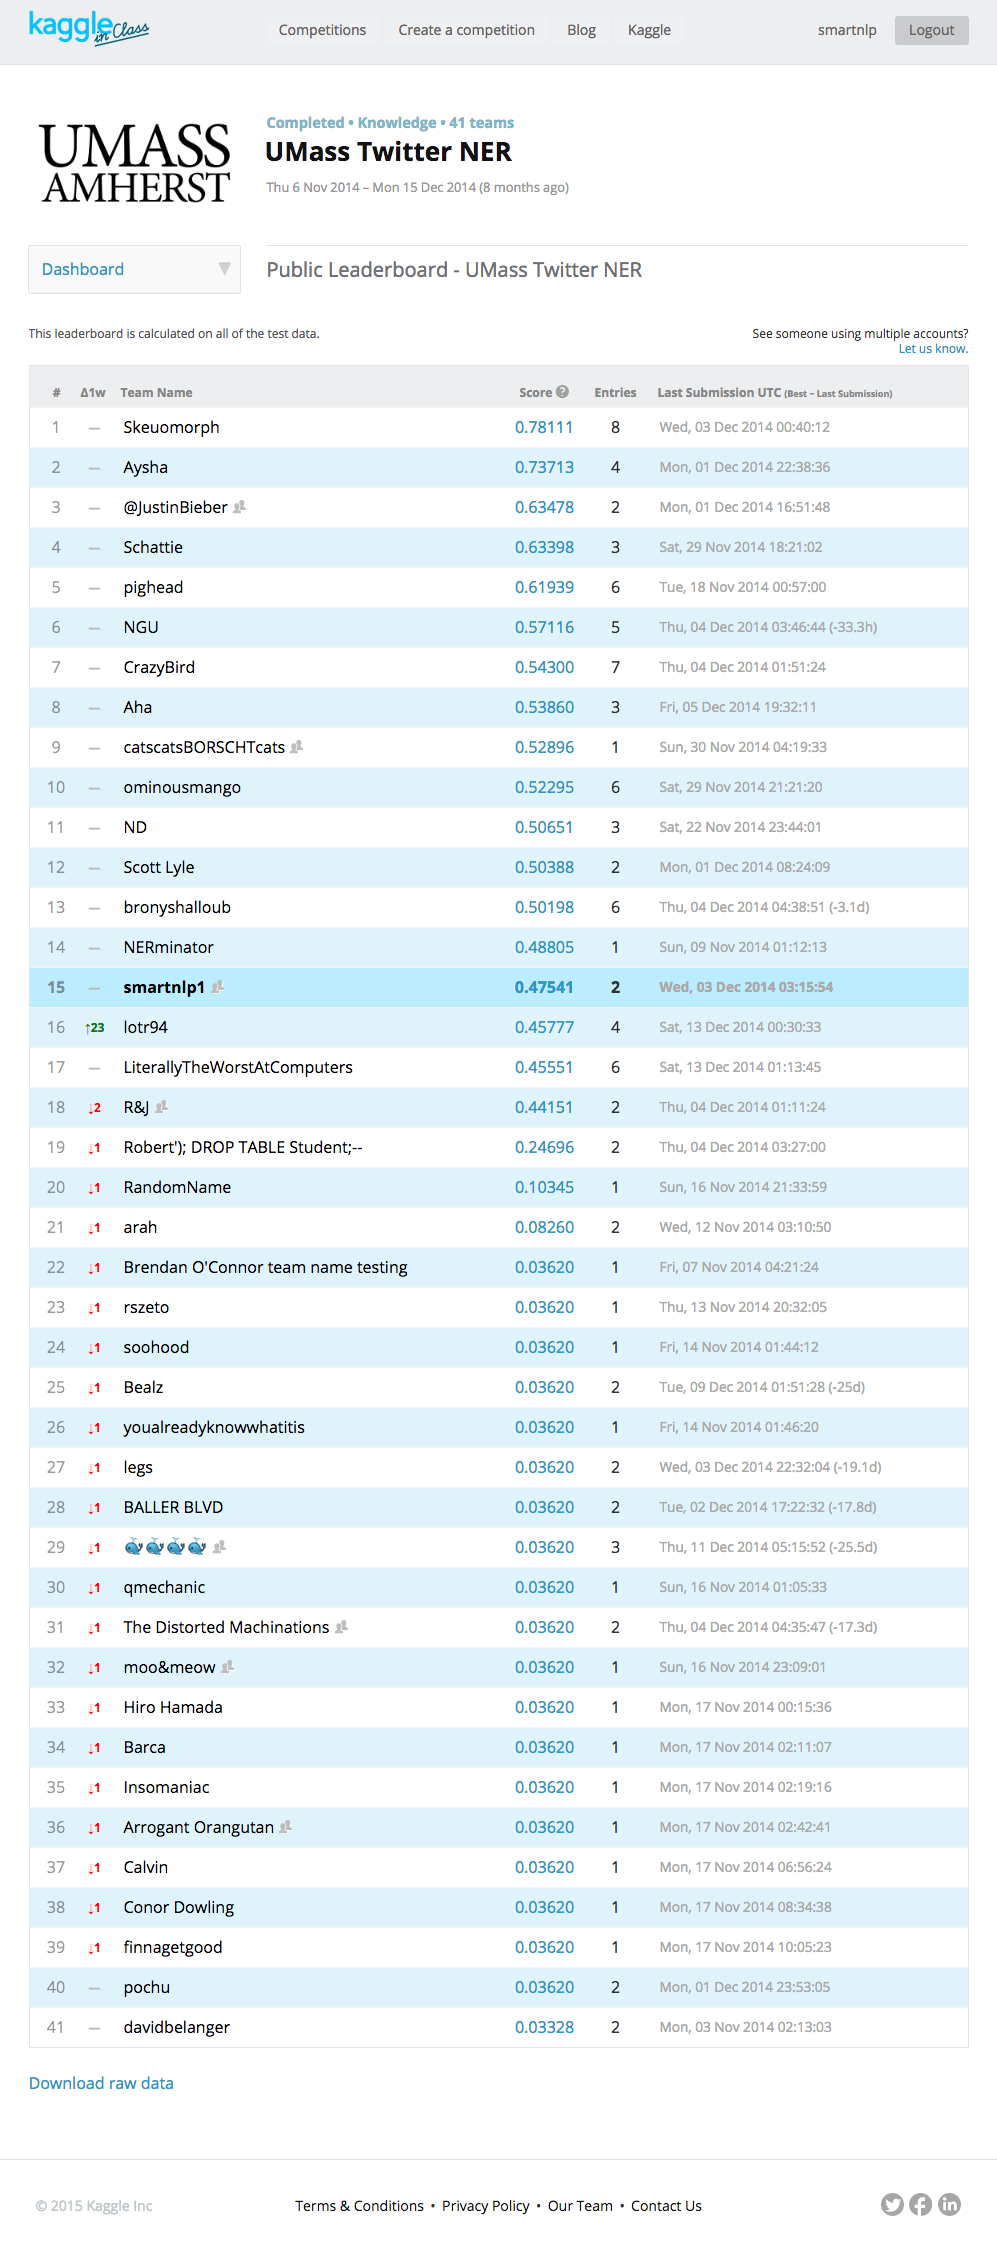 kaggle in Class Competitions Create a competition Blog Kaggle smartnlp Logout
UMASS AMHERST
Completed • Knowledge • 41 teams
UMass Twitter NER
Thu 6 Nov 2014 – Mon 15 Dec 2014 (8 months ago)
Dashboard ▼ Public Leaderboard - UMass Twitter NER
This leaderboard is calculated on all of the test data. See someone using multiple accounts?
Let us know.
# Δ1w Team Name Score ? Entries Last Submission UTC (Best − Last Submission)
1 — Skeuomorph 0.78111 8 Wed, 03 Dec 2014 00:40:12
2 — Aysha 0.73713 4 Mon, 01 Dec 2014 22:38:36
3 — @JustinBieber 0.63478 2 Mon, 01 Dec 2014 16:51:48
4 — Schattie 0.63398 3 Sat, 29 Nov 2014 18:21:02
5 — pighead 0.61939 6 Tue, 18 Nov 2014 00:57:00
6 — NGU 0.57116 5 Thu, 04 Dec 2014 03:46:44 (-33.3h)
7 — CrazyBird 0.54300 7 Thu, 04 Dec 2014 01:51:24
8 — Aha 0.53860 3 Fri, 05 Dec 2014 19:32:11
9 — catscatsBORSCHTcats 0.52896 1 Sun, 30 Nov 2014 04:19:33
10 — ominousmango 0.52295 6 Sat, 29 Nov 2014 21:21:20
11 — ND 0.50651 3 Sat, 22 Nov 2014 23:44:01
12 — Scott Lyle 0.50388 2 Mon, 01 Dec 2014 08:24:09
13 — bronyshalloub 0.50198 6 Thu, 04 Dec 2014 04:38:51 (-3.1d)
14 — NERminator 0.48805 1 Sun, 09 Nov 2014 01:12:13
15 — smartnlp1 0.47541 2 Wed, 03 Dec 2014 03:15:54
16 ↑23 lotr94 0.45777 4 Sat, 13 Dec 2014 00:30:33
17 — LiterallyTheWorstAtComputers 0.45551 6 Sat, 13 Dec 2014 01:13:45
18 ↓2 R&J 0.44151 2 Thu, 04 Dec 2014 01:11:24
19 ↓1 Robert'); DROP TABLE Student;-- 0.24696 2 Thu, 04 Dec 2014 03:27:00
20 ↓1 RandomName 0.10345 1 Sun, 16 Nov 2014 21:33:59
21 ↓1 arah 0.08260 2 Wed, 12 Nov 2014 03:10:50
22 ↓1 Brendan O'Connor team name testing 0.03620 1 Fri, 07 Nov 2014 04:21:24
23 ↓1 rszeto 0.03620 1 Thu, 13 Nov 2014 20:32:05
24 ↓1 soohood 0.03620 1 Fri, 14 Nov 2014 01:44:12
25 ↓1 Bealz 0.03620 2 Tue, 09 Dec 2014 01:51:28 (-25d)
26 ↓1 youalreadyknowwhatitis 0.03620 1 Fri, 14 Nov 2014 01:46:20
27 ↓1 legs 0.03620 2 Wed, 03 Dec 2014 22:32:04 (-19.1d)
28 ↓1 BALLER BLVD 0.03620 2 Tue, 02 Dec 2014 17:22:32 (-17.8d)
29 ↓1 🐳🐳🐳🐳 0.03620 3 Thu, 11 Dec 2014 05:15:52 (-25.5d)
30 ↓1 qmechanic 0.03620 1 Sun, 16 Nov 2014 01:05:33
31 ↓1 The Distorted Machinations 0.03620 2 Thu, 04 Dec 2014 04:35:47 (-17.3d)
32 ↓1 moo&meow 0.03620 1 Sun, 16 Nov 2014 23:09:01
33 ↓1 Hiro Hamada 0.03620 1 Mon, 17 Nov 2014 00:15:36
34 ↓1 Barca 0.03620 1 Mon, 17 Nov 2014 02:11:07
35 ↓1 Insomaniac 0.03620 1 Mon, 17 Nov 2014 02:19:16
36 ↓1 Arrogant Orangutan 0.03620 1 Mon, 17 Nov 2014 02:42:41
37 ↓1 Calvin 0.03620 1 Mon, 17 Nov 2014 06:56:24
38 ↓1 Conor Dowling 0.03620 1 Mon, 17 Nov 2014 08:34:38
39 ↓1 finnagetgood 0.03620 1 Mon, 17 Nov 2014 10:05:23
40 — pochu 0.03620 2 Mon, 01 Dec 2014 23:53:05
41 — davidbelanger 0.03328 2 Mon, 03 Nov 2014 02:13:03
Download raw data
© 2015 Kaggle Inc Terms & Conditions • Privacy Policy • Our Team • Contact Us